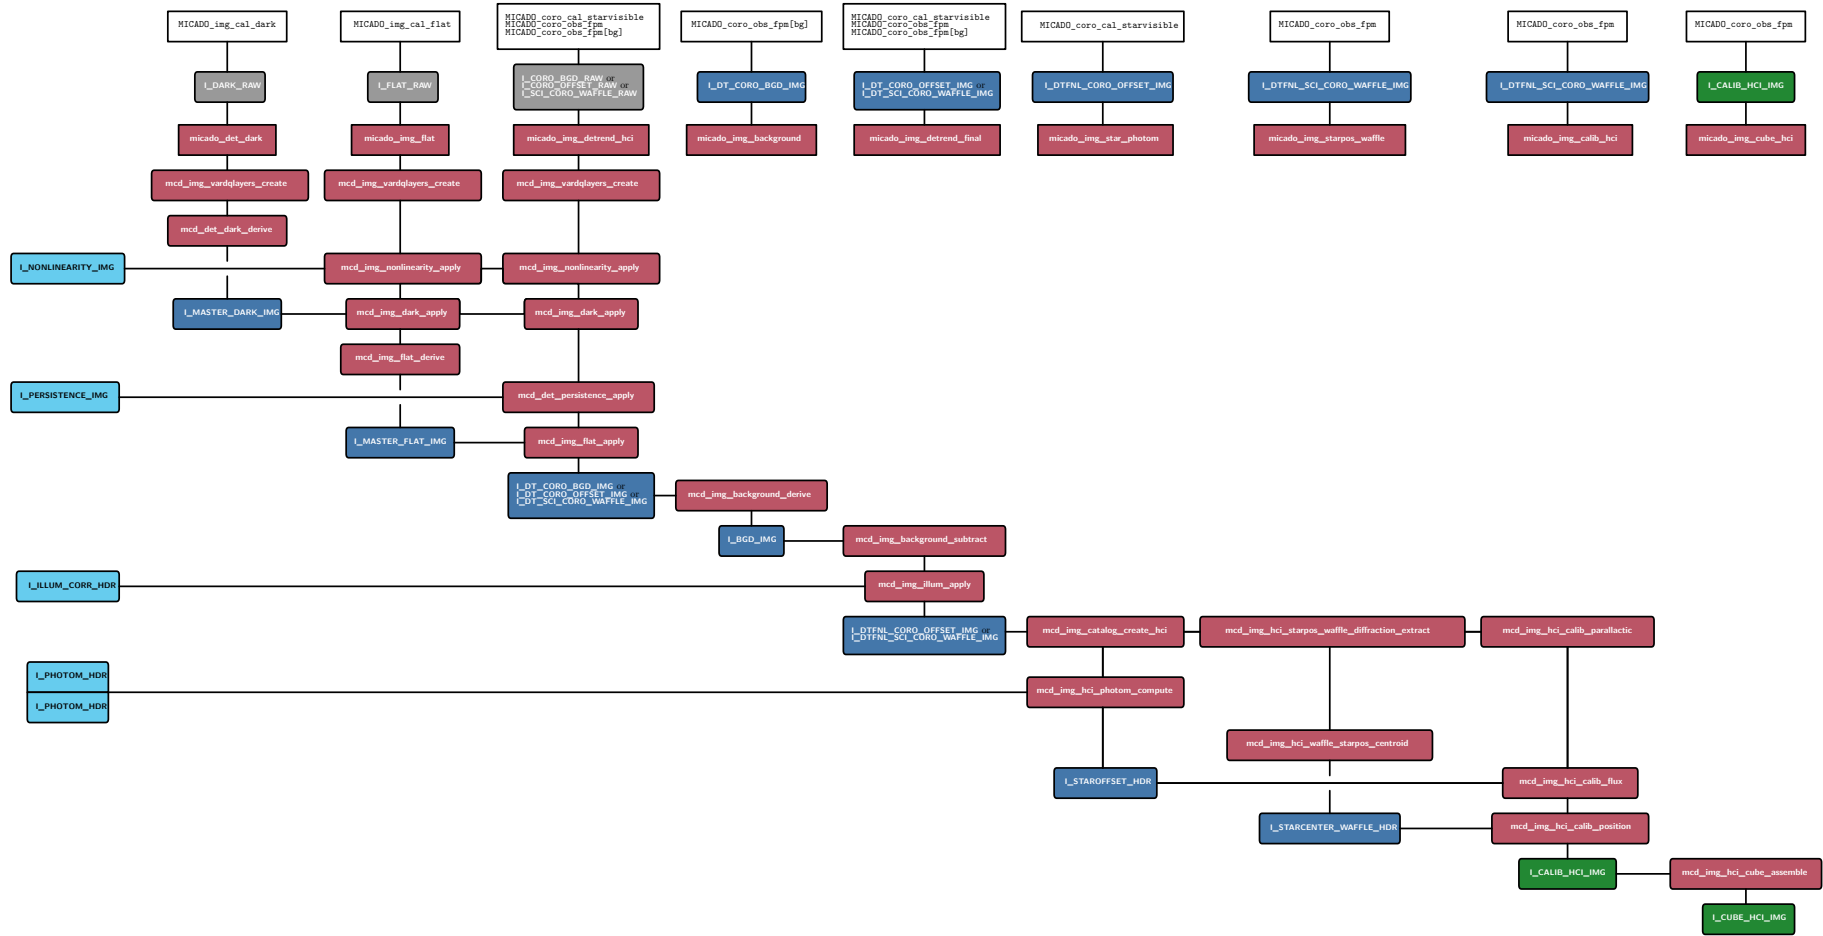 MICADO_img_cal_dark
MICADO_img_cal_flat
MICADO_coro_cal_starvisible
MICADO_coro_obs_fpm
MICADO_coro_obs_fpm[bg]
MICADO_coro_obs_fpm[bg]
MICADO_coro_cal_starvisible
MICADO_coro_obs_fpm
MICADO_coro_obs_fpm[bg]
MICADO_coro_cal_starvisible
MICADO_coro_obs_fpm
MICADO_coro_obs_fpm
MICADO_coro_obs_fpm
I_DARK_RAW
I_FLAT_RAW
I_CORO_BGD_RAW or
I_CORO_OFFSET_RAW or
I_SCI_CORO_WAFFLE_RAW
I_DT_CORO_BGD_IMG
I_DT_CORO_OFFSET_IMG or
I_DT_SCI_CORO_WAFFLE_IMG
I_DTFNL_CORO_OFFSET_IMG
I_DTFNL_SCI_CORO_WAFFLE_IMG
I_DTFNL_SCI_CORO_WAFFLE_IMG
I_CALIB_HCI_IMG
micado_det_dark
micado_img_flat
micado_img_detrend_hci
micado_img_background
micado_img_detrend_final
micado_img_star_photom
micado_img_starpos_waffle
micado_img_calib_hci
micado_img_cube_hci
mcd_img_vardqlayers_create
mcd_img_vardqlayers_create
mcd_img_vardqlayers_create
mcd_det_dark_derive
I_NONLINEARITY_IMG
mcd_img_nonlinearity_apply
mcd_img_nonlinearity_apply
I_MASTER_DARK_IMG
mcd_img_dark_apply
mcd_img_dark_apply
mcd_img_flat_derive
I_PERSISTENCE_IMG
mcd_det_persistence_apply
I_MASTER_FLAT_IMG
mcd_img_flat_apply
I_DT_CORO_BGD_IMG or
I_DT_CORO_OFFSET_IMG or
I_DT_SCI_CORO_WAFFLE_IMG
mcd_img_background_derive
I_BGD_IMG
mcd_img_background_subtract
I_ILLUM_CORR_HDR
mcd_img_illum_apply
I_DTFNL_CORO_OFFSET_IMG or
I_DTFNL_SCI_CORO_WAFFLE_IMG
mcd_img_catalog_create_hci
mcd_img_hci_starpos_waffle_diffraction_extract
mcd_img_hci_calib_parallactic
I_PHOTOM_HDR
I_PHOTOM_HDR
mcd_img_hci_photom_compute
mcd_img_hci_waffle_starpos_centroid
I_STAROFFSET_HDR
mcd_img_hci_calib_flux
I_STARCENTER_WAFFLE_HDR
mcd_img_hci_calib_position
I_CALIB_HCI_IMG
mcd_img_hci_cube_assemble
I_CUBE_HCI_IMG